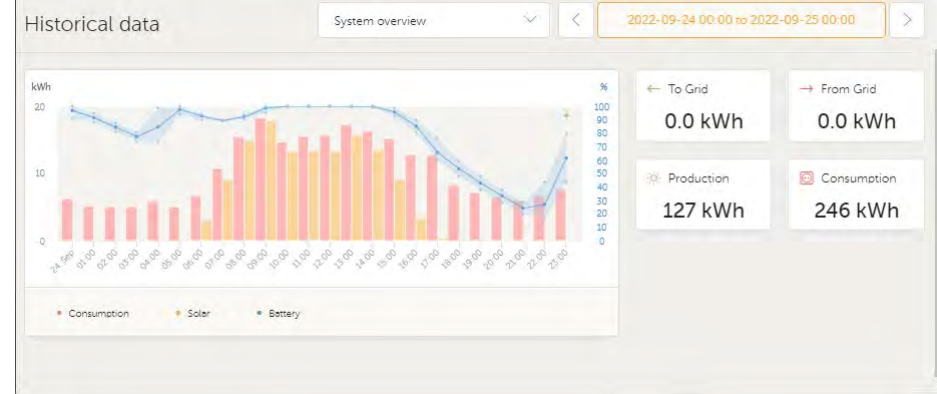 Historical data
System overview
2022-09-24 00:00 to 2022-09-25 00:00
kWh
%
20
10
0
100
90
80
70
60
50
40
30
20
10
0
24. Sep
01:00
02:00
03:00
04:00
05:00
06:00
07:00
08:00
09:00
10:00
11:00
12:00
13:00
14:00
15:00
16:00
17:00
18:00
19:00
20:00
21:00
22:00
23:00
Consumption
Solar
Battery
To Grid
0.0 kWh
From Grid
0.0 kWh
Production
127 kWh
Consumption
246 kWh